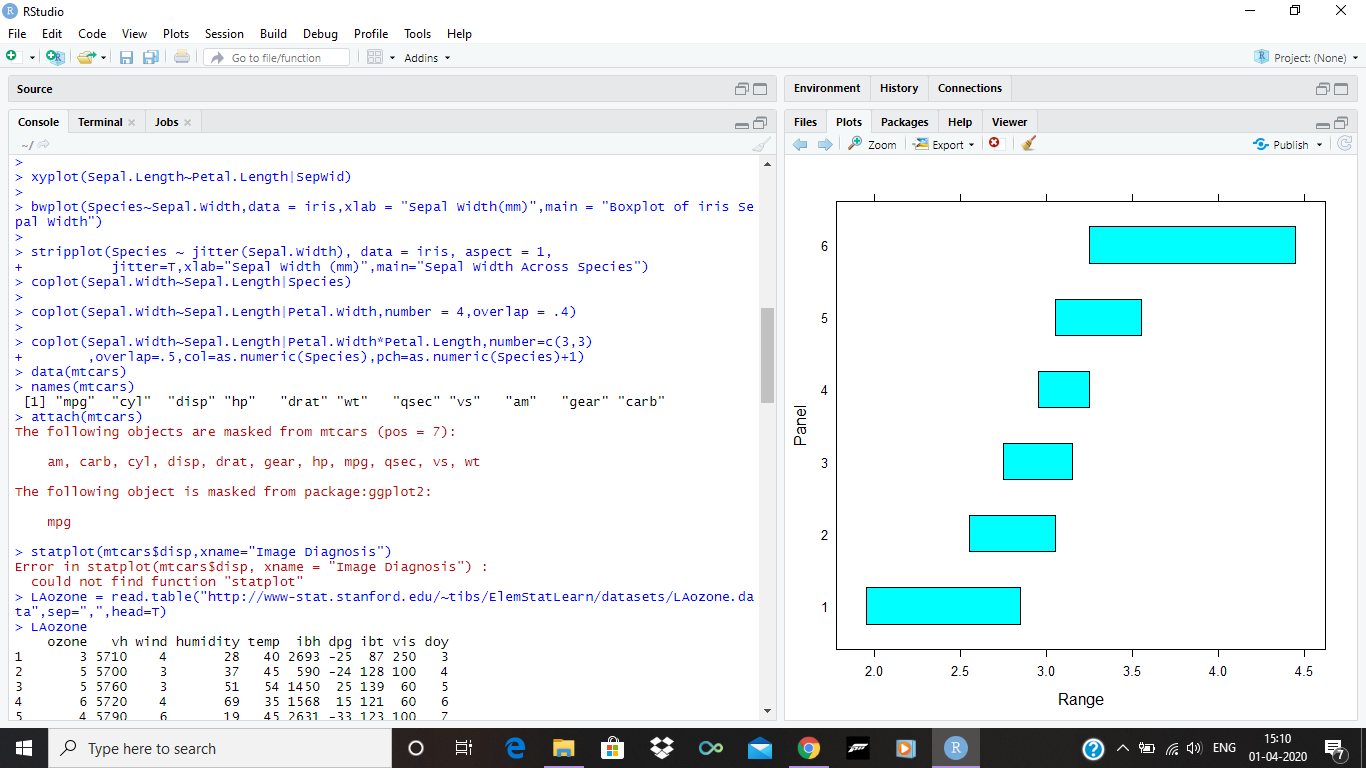 RStudio
File Edit Code View Plots Session Build Debug Profile Tools Help
Go to file/function Addins Project: (None)
Source
Console Terminal Jobs
~/
>
> xyplot(Sepal.Length~Petal.Length|SepWid)
>
> bwplot(Species~Sepal.Width,data = iris,xlab = "Sepal Width(mm)",main = "Boxplot of iris Se
pal Width")
>
> stripplot(Species ~ jitter(Sepal.Width), data = iris, aspect = 1,
+ jitter=T,xlab="Sepal Width (mm)",main="Sepal Width Across Species")
> coplot(Sepal.Width~Sepal.Length|Species)
>
> coplot(Sepal.Width~Sepal.Length|Petal.Width,number = 4,overlap = .4)
>
> coplot(Sepal.Width~Sepal.Length|Petal.Width*Petal.Length,number=c(3,3)
+ ,overlap=.5,col=as.numeric(Species),pch=as.numeric(Species)+1)
> data(mtcars)
> names(mtcars)
[1] "mpg" "cyl" "disp" "hp" "drat" "wt" "qsec" "vs" "am" "gear" "carb"
> attach(mtcars)
The following objects are masked from mtcars (pos = 7):
am, carb, cyl, disp, drat, gear, hp, mpg, qsec, vs, wt
The following object is masked from package:ggplot2:
mpg
> statplot(mtcars$disp,xname="Image Diagnosis")
Error in statplot(mtcars$disp, xname = "Image Diagnosis") :
could not find function "statplot"
> LAozone = read.table("http://www-stat.stanford.edu/~tibs/ElemStatLearn/datasets/LAozone.da
ta",sep=",",head=T)
> LAozone
ozone vh wind humidity temp ibh dpg ibt vis doy
1 3 5710 4 28 40 2693 -25 87 250 3
2 5 5700 3 37 45 590 -24 128 100 4
3 5 5760 3 51 54 1450 25 139 60 5
4 6 5720 4 69 35 1568 15 121 60 6
5 4 5790 6 19 45 2631 -33 123 100 7
Environment History Connections
Files Plots Packages Help Viewer
Zoom Export Publish
6
5
4
3
2
1
Panel
2.0 2.5 3.0 3.5 4.0 4.5
Range
Type here to search
ENG
15:10
01-04-2020
7